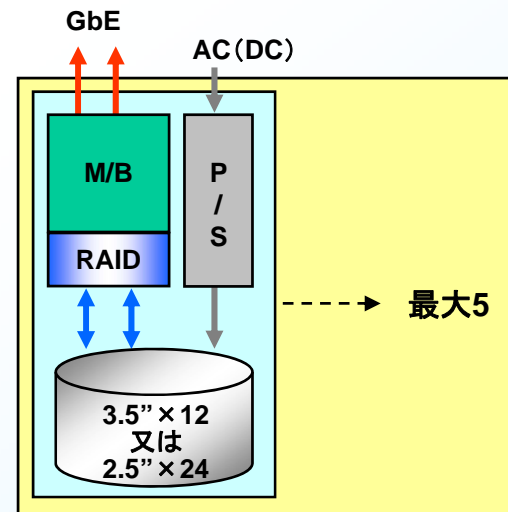 GbE
AC(DC)
M/B
P
/
S
RAID
最大5
3.5”×12
又は
2.5”×24